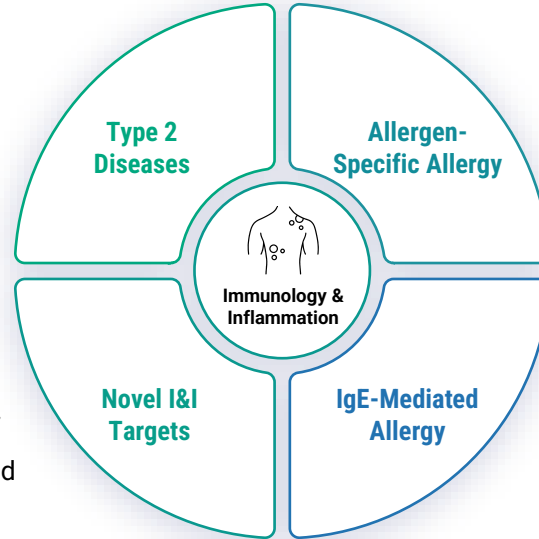 Type 2
Diseases
Allergen-
Specific Allergy
Immunology &
Inflammation
Novel I&I
Targets
IgE-Mediated
Allergy
d